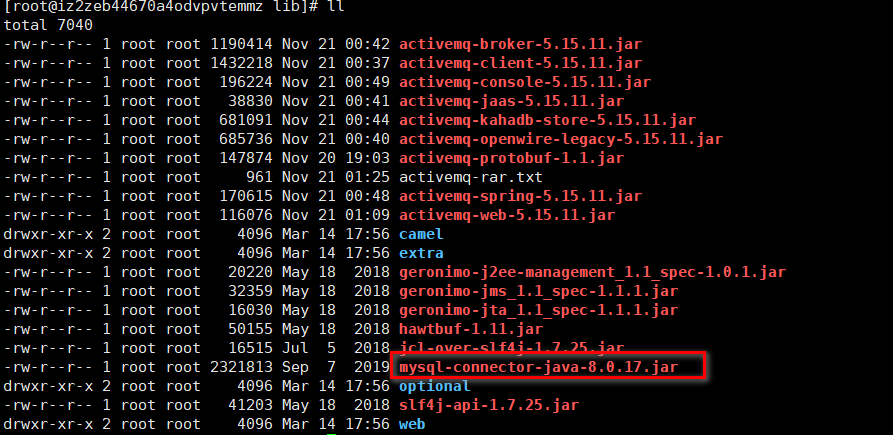 [root@iz2zeb44670a4odvpvtemmz lib]# ll
total 7040
-rw-r--r-- 1 root root 1190414 Nov 21 00:42 activemq-broker-5.15.11.jar
-rw-r--r-- 1 root root 1432218 Nov 21 00:37 activemq-client-5.15.11.jar
-rw-r--r-- 1 root root  196224 Nov 21 00:49 activemq-console-5.15.11.jar
-rw-r--r-- 1 root root   38830 Nov 21 00:41 activemq-jaas-5.15.11.jar
-rw-r--r-- 1 root root  681091 Nov 21 00:44 activemq-kahadb-store-5.15.11.jar
-rw-r--r-- 1 root root  685736 Nov 21 00:40 activemq-openwire-legacy-5.15.11.jar
-rw-r--r-- 1 root root  147874 Nov 20 19:03 activemq-protobuf-1.1.jar
-rw-r--r-- 1 root root     961 Nov 21 01:25 activemq-rar.txt
-rw-r--r-- 1 root root  170615 Nov 21 00:48 activemq-spring-5.15.11.jar
-rw-r--r-- 1 root root  116076 Nov 21 01:09 activemq-web-5.15.11.jar
drwxr-xr-x 2 root root    4096 Mar 14 17:56 camel
drwxr-xr-x 2 root root    4096 Mar 14 17:56 extra
-rw-r--r-- 1 root root   20220 May 18  2018 geronimo-j2ee-management_1.1_spec-1.0.1.jar
-rw-r--r-- 1 root root   32359 May 18  2018 geronimo-jms_1.1_spec-1.1.1.jar
-rw-r--r-- 1 root root   16030 May 18  2018 geronimo-jta_1.1_spec-1.1.1.jar
-rw-r--r-- 1 root root   50155 May 18  2018 hawtbuf-1.11.jar
-rw-r--r-- 1 root root   16515 Jul  5  2018 jcl-over-slf4j-1.7.25.jar
-rw-r--r-- 1 root root 2321813 Sep  7  2019 mysql-connector-java-8.0.17.jar
drwxr-xr-x 2 root root    4096 Mar 14 17:56 optional
-rw-r--r-- 1 root root   41203 May 18  2018 slf4j-api-1.7.25.jar
drwxr-xr-x 2 root root    4096 Mar 14 17:56 web